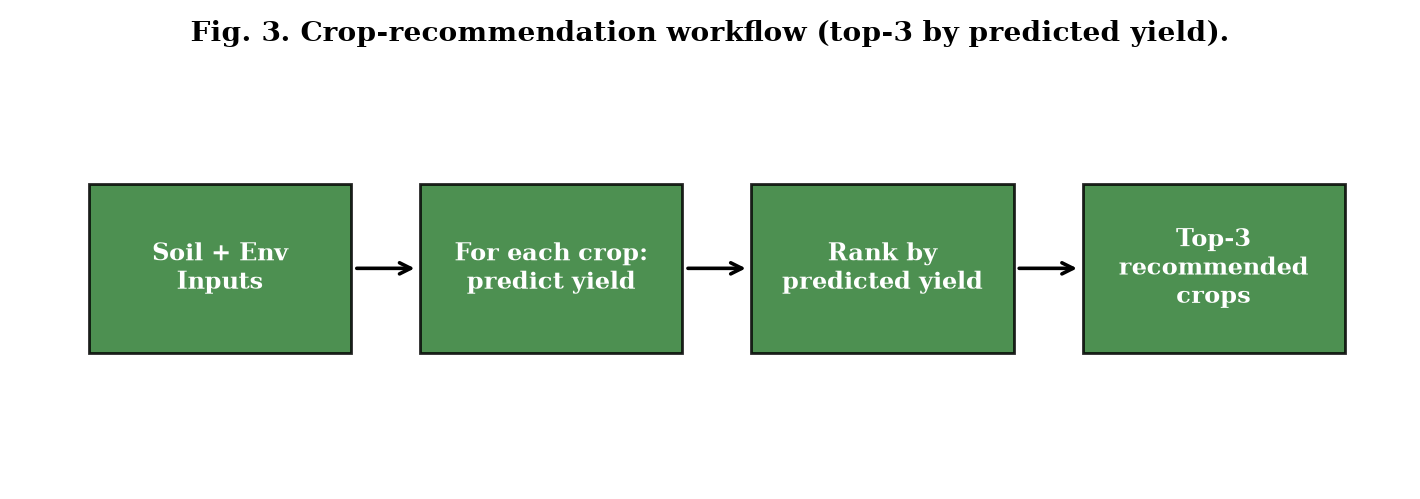 Fig. 3. Crop-recommendation workflow (top-3 by predicted yield).
Soil + Env
Inputs
For each crop:
predict yield
Rank by
predicted yield
Top-3
recommended
crops